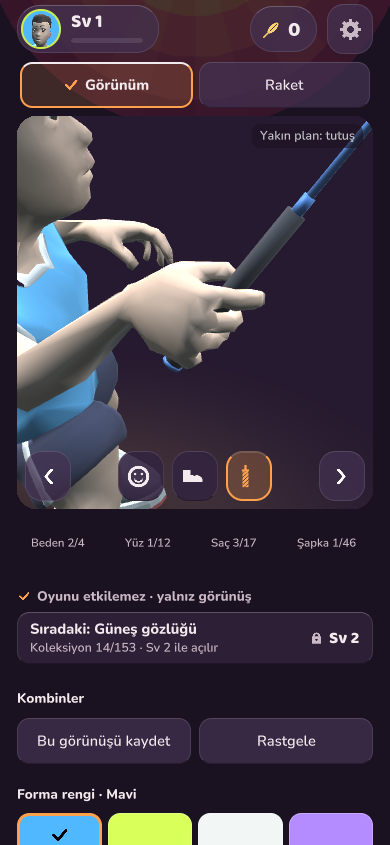 Sv 1
0
Görünüm
Raket
Yakın plan: tutuş
Beden 2/4
Yüz 1/12
Saç 3/17
Şapka 1/46
Oyunu etkilemez · yalnız görünüş
Sıradaki: Güneş gözlüğü
Koleksiyon 14/153 · Sv 2 ile açılır
Sv 2
Kombinler
Bu görünüşü kaydet
Rastgele
Forma rengi · Mavi